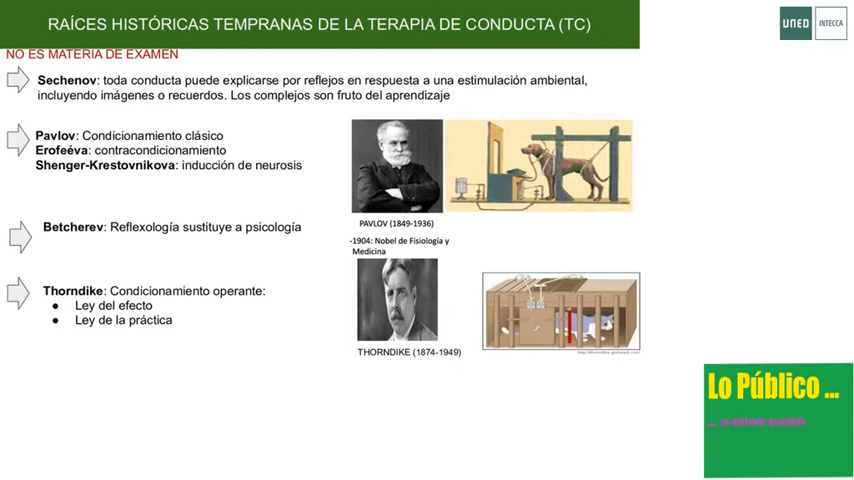 RAÍCES HISTÓRICAS TEMPRANAS DE LA TERAPIA DE CONDUCTA (TC)
UNED
INTECCA
NO ES MATERIA DE EXAMEN
Sechenov: toda conducta puede explicarse por reflejos en respuesta a una estimulación ambiental,
incluyendo imágenes o recuerdos. Los complejos son fruto del aprendizaje
Pavlov: Condicionamiento clásico
Erofeéva: contracondicionamiento
Shenger-Krestovnikova: inducción de neurosis
PAVLOV (1849-1936)
-1904: Nobel de Fisiología y
Medicina
Betcherev: Reflexología sustituye a psicología
Thorndike: Condicionamiento operante:
● Ley del efecto
● Ley de la práctica
THORNDIKE (1874-1949)
Lo Público ...